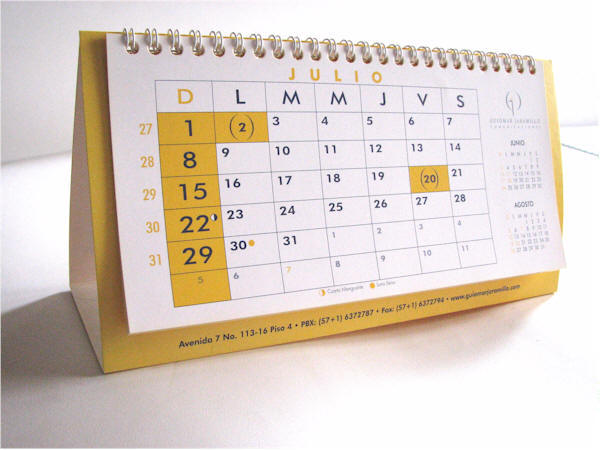 JULIO
D L M M J V S
27 1 (2) 3 4 5 6 7
28 8 9 10 11 12 13 14
29 15 16 17 18 19 (20) 21
30 22 23 24 25 26 27 28
31 29 30 31 1 2 3 4
5 6 7 8 9 10 11
Cuarto Menguante Luna llena
GUIOMAR JARAMILLO
COMUNICACIONES
JUNIO
AGOSTO
Avenida 7 No. 113-16 Piso 4 • PBX: (57+1) 6372787 • Fax: (57+1) 6372794 • www.guiomarjaramillo.com